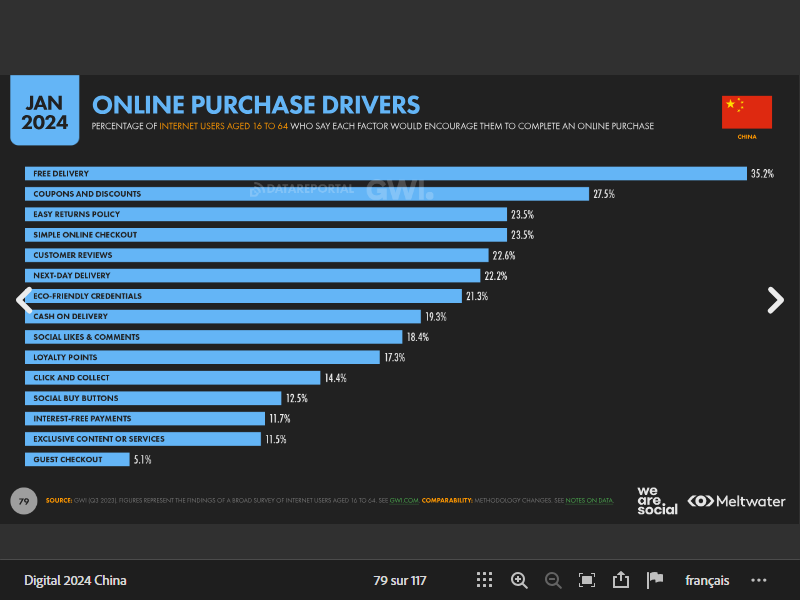 JAN
2024
ONLINE PURCHASE DRIVERS
PERCENTAGE OF INTERNET USERS AGED 16 TO 64 WHO SAY EACH FACTOR WOULD ENCOURAGE THEM TO COMPLETE AN ONLINE PURCHASE
CHINA
FREE DELIVERY 35.2%
DATAREPORTAL GWI.
COUPONS AND DISCOUNTS 27.5%
EASY RETURNS POLICY 23.5%
SIMPLE ONLINE CHECKOUT 23.5%
CUSTOMER REVIEWS 22.6%
NEXT-DAY DELIVERY 22.2%
ECO-FRIENDLY CREDENTIALS 21.3%
CASH ON DELIVERY 19.3%
SOCIAL LIKES & COMMENTS 18.4%
LOYALTY POINTS 17.3%
CLICK AND COLLECT 14.4%
SOCIAL BUY BUTTONS 12.5%
INTEREST-FREE PAYMENTS 11.7%
EXCLUSIVE CONTENT OR SERVICES 11.5%
GUEST CHECKOUT 5.1%
79 SOURCE: GWI (Q3 2023). FIGURES REPRESENT THE FINDINGS OF A BROAD SURVEY OF INTERNET USERS AGED 16 TO 64. SEE GWI.COM. COMPARABILITY: METHODOLOGY CHANGES. SEE NOTES ON DATA.
we
are.
social
Meltwater
Digital 2024 China 79 sur 117 français